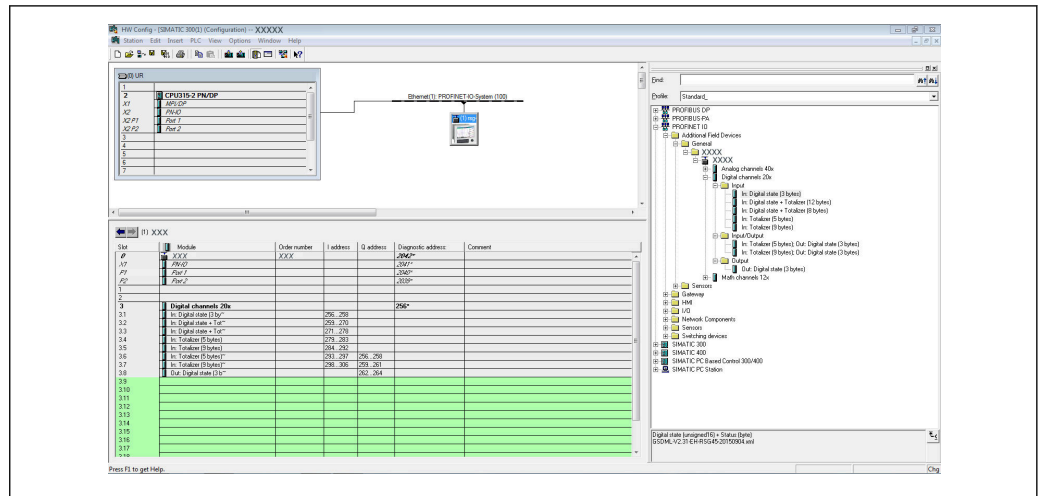 HW Config - [SIMATIC 300(1) (Configuration) -- XXXXX
Station Edit Insert PLC View Options Window Help
(0) UR
1
2 CPU315-2 PN/DP
X1 MPI/DP
X2 PN-IO
X2 P1 Port 1
X2 P2 Port 2
3
4
5
6
7
Ethernet(1): PROFINET-IO-System (100)
(1) rsg
Find:
Profile: Standard_
PROFIBUS DP
PROFIBUS-PA
PROFINET IO
Additional Field Devices
General
XXXX
XXXX
Analog channels 40x
Digital channels 20x
Input
In: Digital state (3 bytes)
In: Digital state + Totalizer (12 bytes)
In: Digital state + Totalizer (8 bytes)
In: Totalizer (5 bytes)
In: Totalizer (9 bytes)
Input/Output
In: Totalizer (5 bytes); Out: Digital state (3 bytes)
In: Totalizer (9 bytes); Out: Digital state (3 bytes)
Output
Out: Digital state (3 bytes)
Math channels 12x
Sensors
Gateway
HMI
I/O
Network Components
Sensors
Switching devices
SIMATIC 300
SIMATIC 400
SIMATIC PC Based Control 300/400
SIMATIC PC Station
(1) XXX
Slot Module Order number I address Q address Diagnostic address: Comment
0 XXX XXX 2042*
X1 PN-IO 2041*
P1 Port 1 2040*
P2 Port 2 2039*
1
2
3 Digital channels 20x 256*
3.1 In: Digital state (3 by~ 256...258
3.2 In: Digital state + Tot~ 259...270
3.3 In: Digital state + Tot~ 271...278
3.4 In: Totalizer (5 bytes) 279...283
3.5 In: Totalizer (9 bytes) 284...292
3.6 In: Totalizer (5 bytes)~ 293...297 256...258
3.7 In: Totalizer (9 bytes)~ 298...306 259...261
3.8 Out: Digital state (3 b~ 262...264
3.9
3.10
3.11
3.12
3.13
3.14
3.15
3.16
3.17
3.18
Digital state (unsigned16) + Status (byte)
GSDML-V2.31-EH-RSG45-20150904.xml
Press F1 to get Help.
Chg